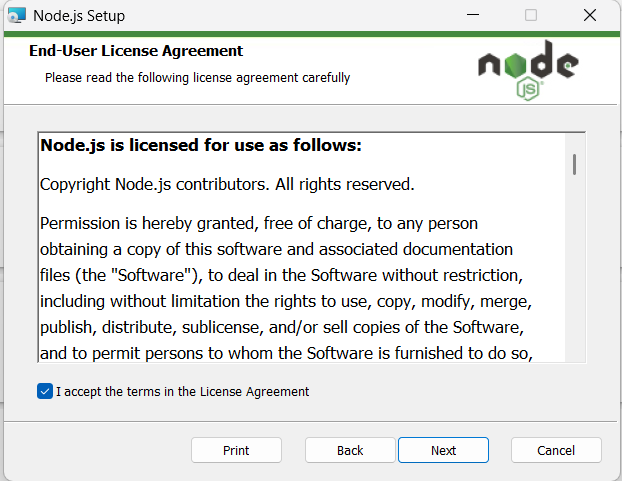 Node.js Setup
End-User License Agreement
Please read the following license agreement carefully
node
JS
Node.js is licensed for use as follows:
Copyright Node.js contributors. All rights reserved.
Permission is hereby granted, free of charge, to any person
obtaining a copy of this software and associated documentation
files (the "Software"), to deal in the Software without restriction,
including without limitation the rights to use, copy, modify, merge,
publish, distribute, sublicense, and/or sell copies of the Software,
and to permit persons to whom the Software is furnished to do so,
I accept the terms in the License Agreement
Print
Back
Next
Cancel